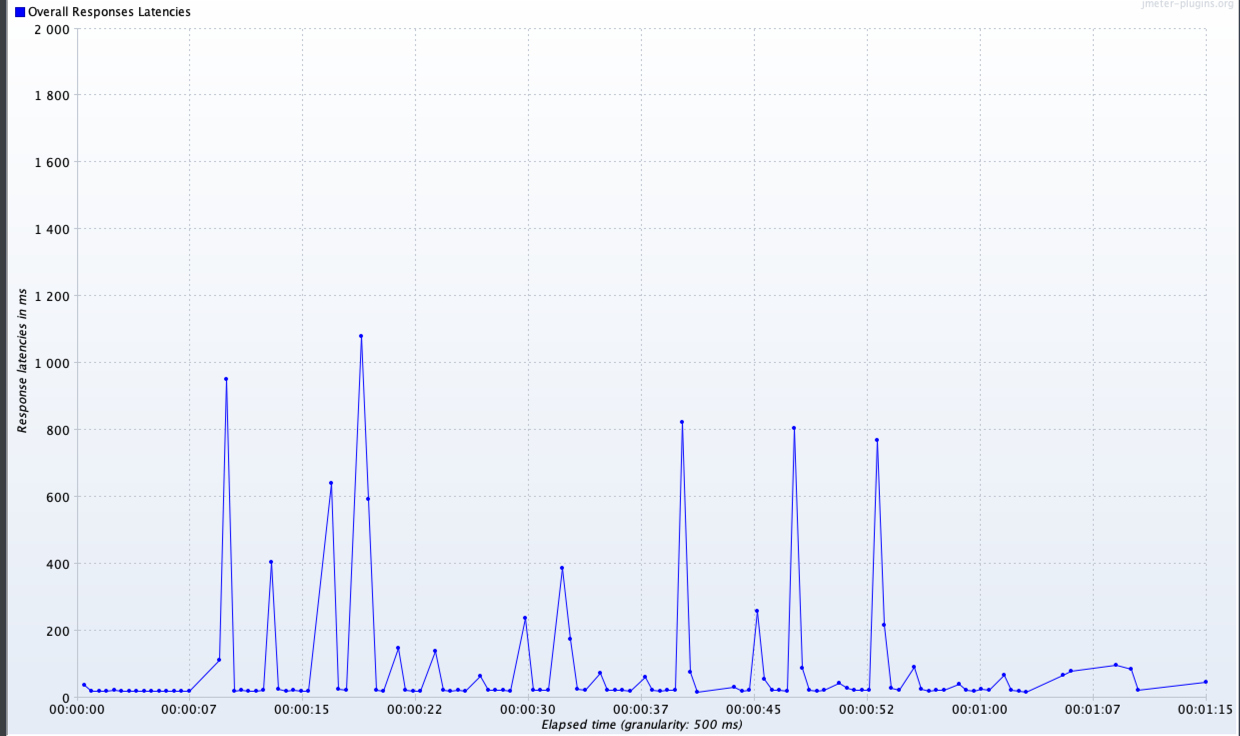 jmeter-plugins.org
Overall Responses Latencies
2 000
1 800
1 600
1 400
1 200
1 000
800
600
400
200
0
Response latencies in ms
00:00:00 00:00:07 00:00:15 00:00:22 00:00:30 00:00:37 00:00:45 00:00:52 00:01:00 00:01:07 00:01:15
Elapsed time (granularity: 500 ms)